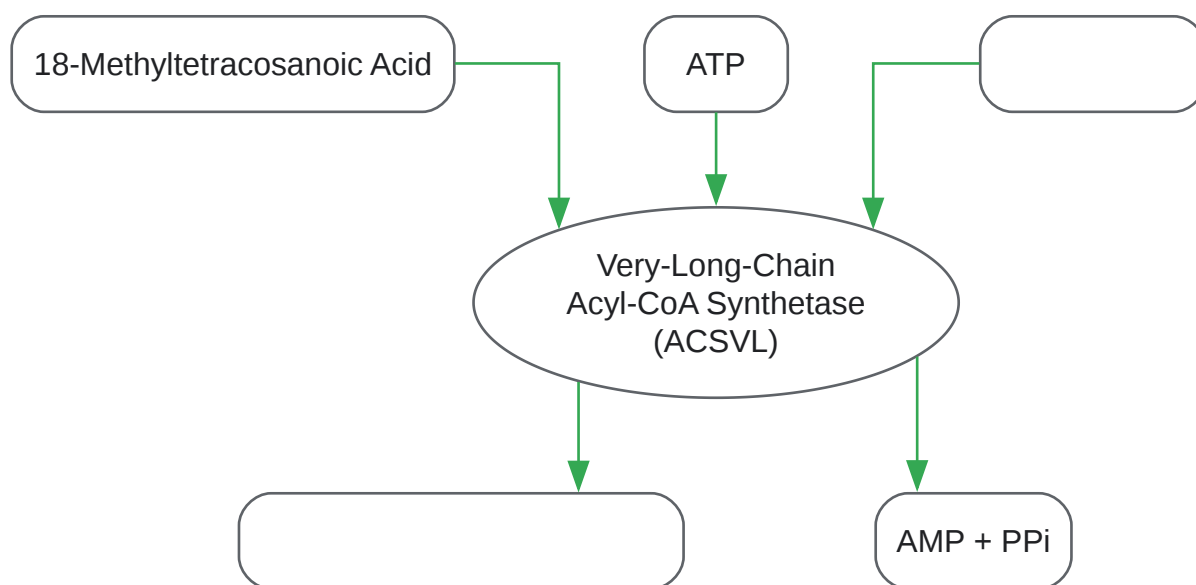 18-Methyltetracosanoic Acid
ATP
Very-Long-Chain
Acyl-CoA Synthetase
(ACSVL)
AMP + PPi